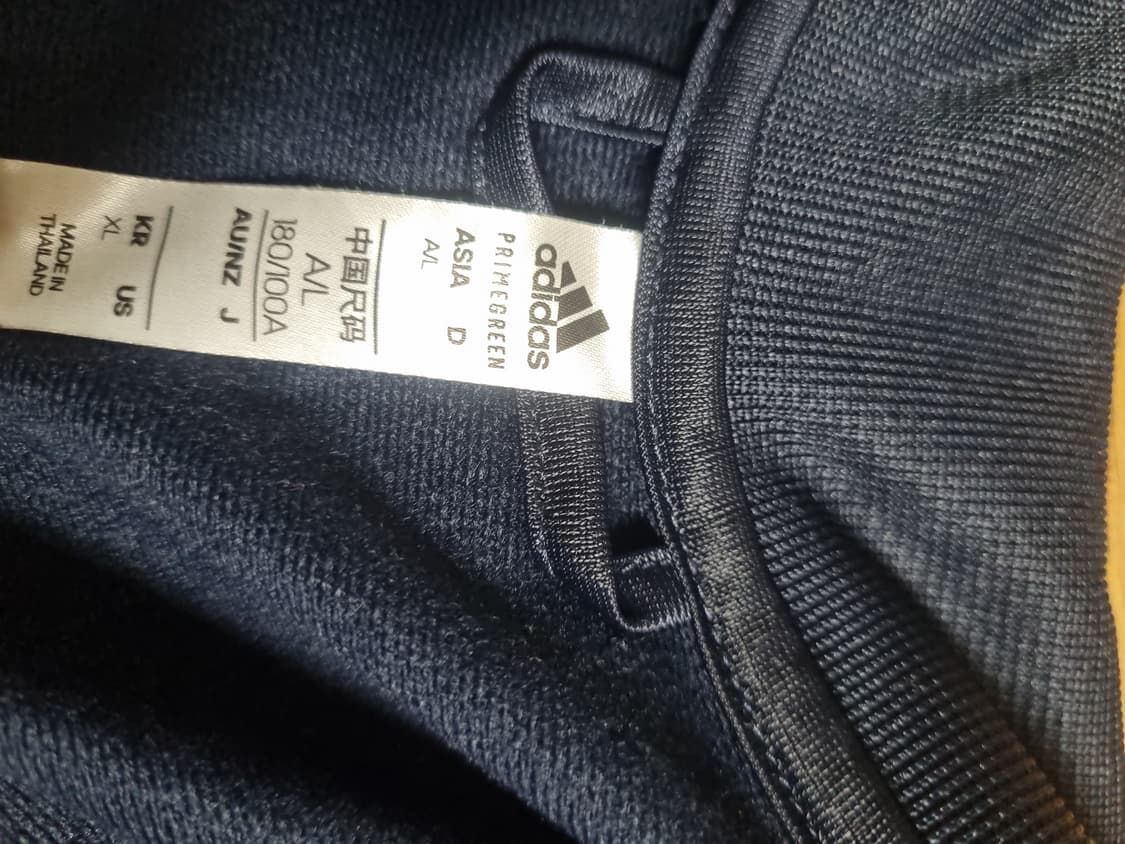 adidas
PRIMEGREEN
ASIA D
A/L
中国尺码
A/L
180/100A
AU/NZ J
KR US
XL
MADE IN
THAILAND